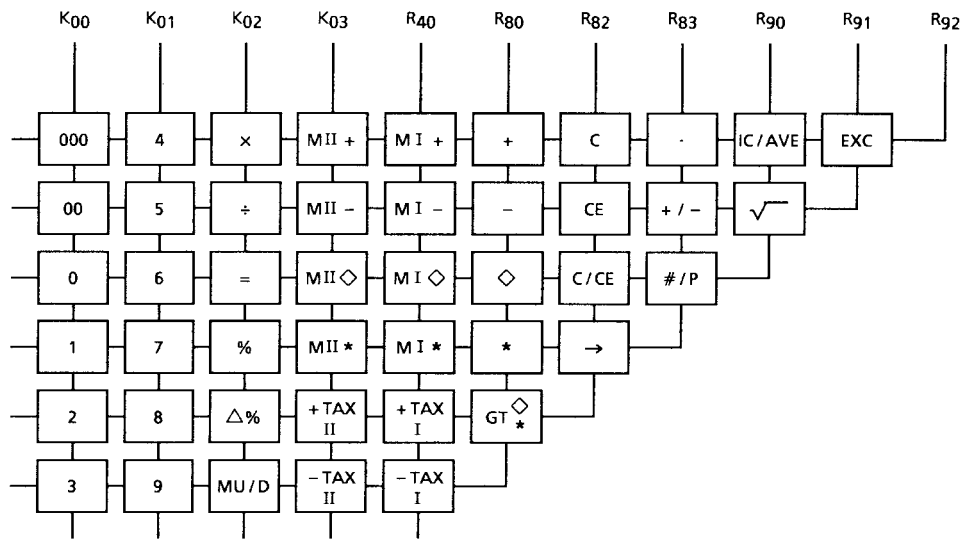 K00 K01 K02 K03 R40 R80 R82 R83 R90 R91 R92
000 4 × MII + MI + + C · IC/AVE EXC
00 5 ÷ MII − MI − − CE +/− √
0 6 = MII ◇ MI ◇ ◇ C/CE #/P
1 7 % MII * MI * * →
2 8 △% +TAX II +TAX I GT ◇ *
3 9 MU/D −TAX II −TAX I